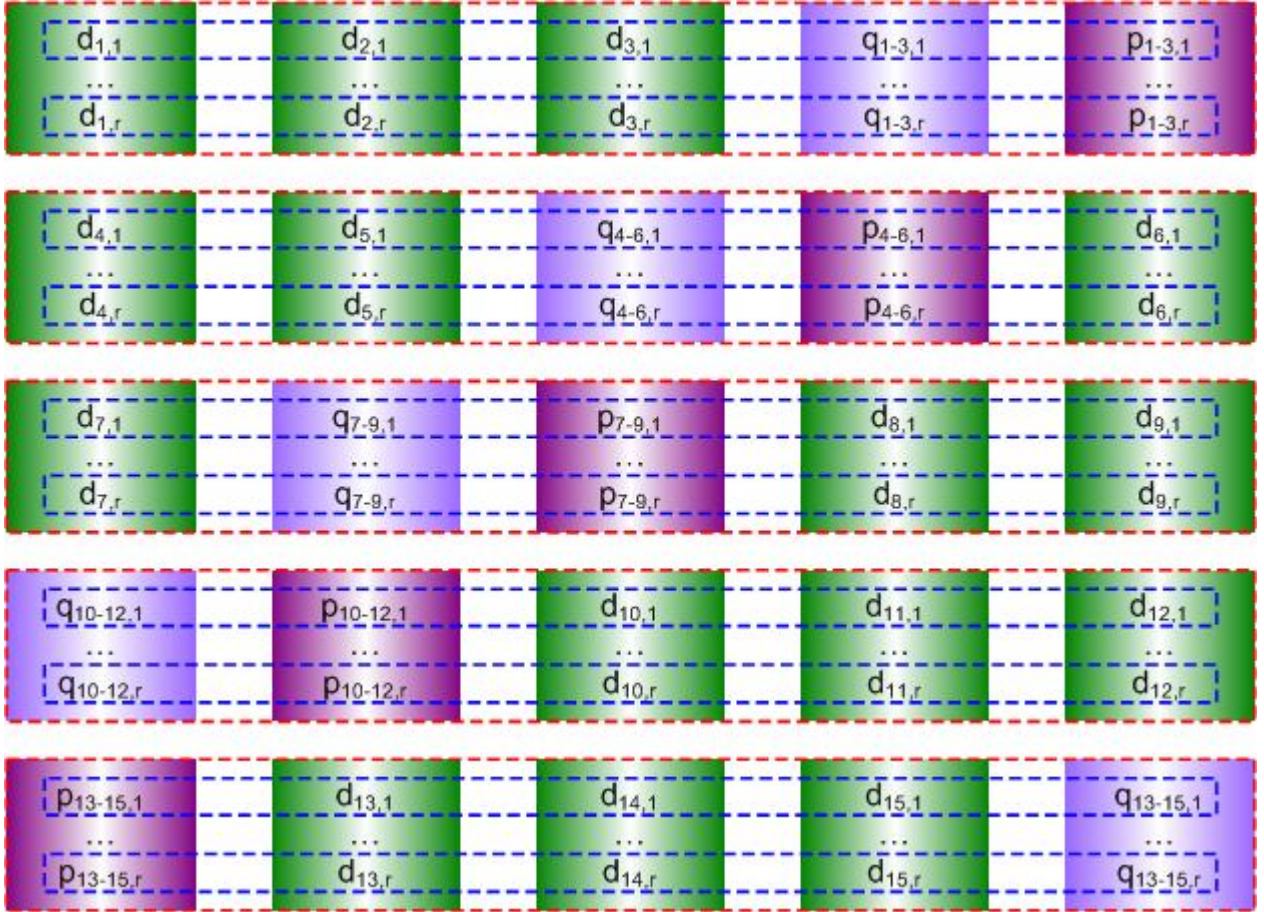 d1,1 d2,1 d3,1 q1-3,1 p1-3,1
... ... ... ... ...
d1,r d2,r d3,r q1-3,r p1-3,r
d4,1 d5,1 q4-6,1 p4-6,1 d6,1
... ... ... ... ...
d4,r d5,r q4-6,r p4-6,r d6,r
d7,1 q7-9,1 p7-9,1 d8,1 d9,1
... ... ... ... ...
d7,r q7-9,r p7-9,r d8,r d9,r
q10-12,1 p10-12,1 d10,1 d11,1 d12,1
... ... ... ... ...
q10-12,r p10-12,r d10,r d11,r d12,r
p13-15,1 d13,1 d14,1 d15,1 q13-15,1
... ... ... ... ...
p13-15,r d13,r d14,r d15,r q13-15,r